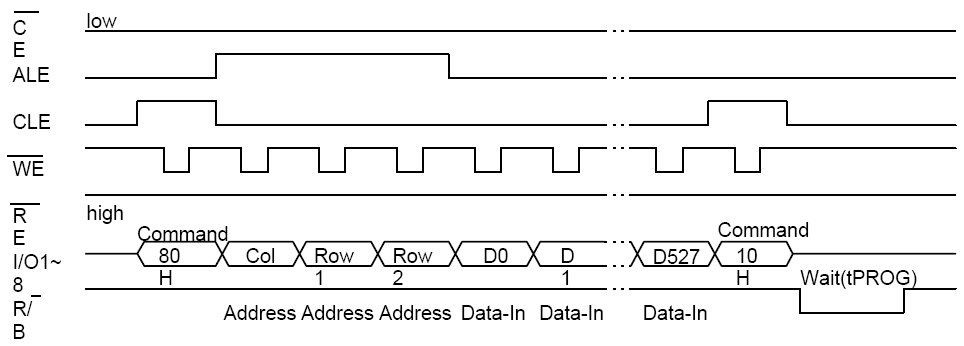 C low
E
ALE
CLE
WE
R high
E
Command Command
I/O1~ 80 Col Row Row D0 D D527 10
8 H 1 2 1 H Wait(tPROG)
R/ Address Address Address Data-In Data-In Data-In
B